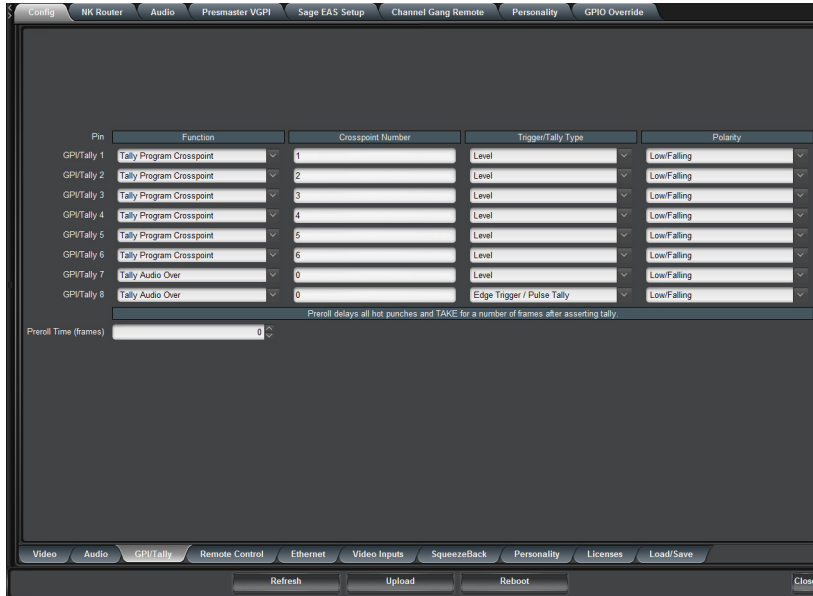 Config NK Router Audio Presmaster VGPI Sage EAS Setup Channel Gang Remote Personality GPIO Override
Pin Function Crosspoint Number Trigger/Tally Type Polarity
GPI/Tally 1 Tally Program Crosspoint 1 Level Low/Falling
GPI/Tally 2 Tally Program Crosspoint 2 Level Low/Falling
GPI/Tally 3 Tally Program Crosspoint 3 Level Low/Falling
GPI/Tally 4 Tally Program Crosspoint 4 Level Low/Falling
GPI/Tally 5 Tally Program Crosspoint 5 Level Low/Falling
GPI/Tally 6 Tally Program Crosspoint 6 Level Low/Falling
GPI/Tally 7 Tally Audio Over 0 Level Low/Falling
GPI/Tally 8 Tally Audio Over 0 Edge Trigger / Pulse Tally Low/Falling
Preroll delays all hot punches and TAKE for a number of frames after asserting tally.
Preroll Time (frames) 0
Video Audio GPI/Tally Remote Control Ethernet Video Inputs SqueezeBack Personality Licenses Load/Save
Refresh Upload Reboot Close